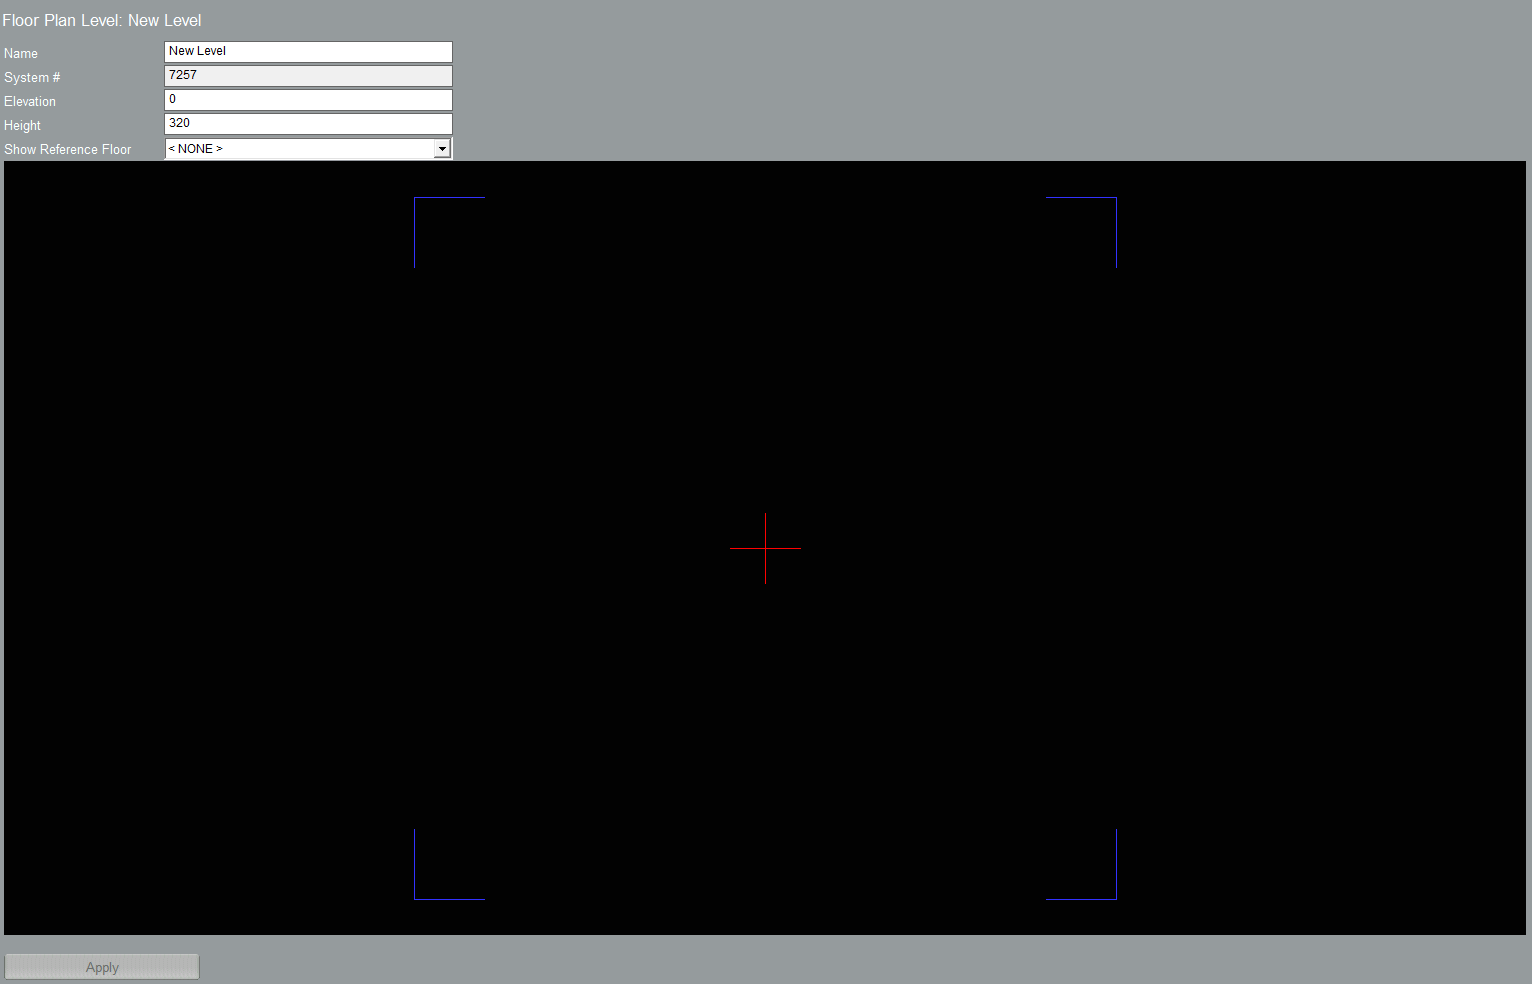 Floor Plan Level: New Level
Name New Level
System # 7257
Elevation 0
Height 320
Show Reference Floor < NONE >
Apply